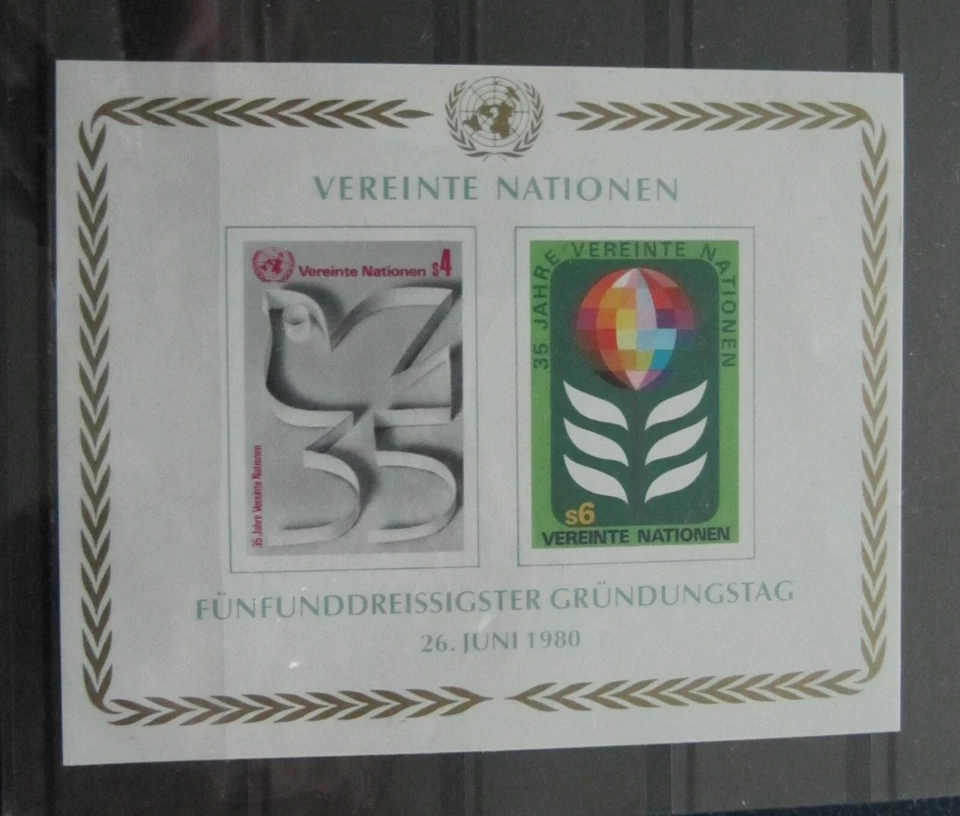 VEREINTE NATIONEN
Vereinte Nationen s4
35 Jahre Vereinte Nationen
35 JAHRE VEREINTE NATIONEN
s6
VEREINTE NATIONEN
FÜNFUNDDREISSIGSTER GRÜNDUNGSTAG
26. JUNI 1980